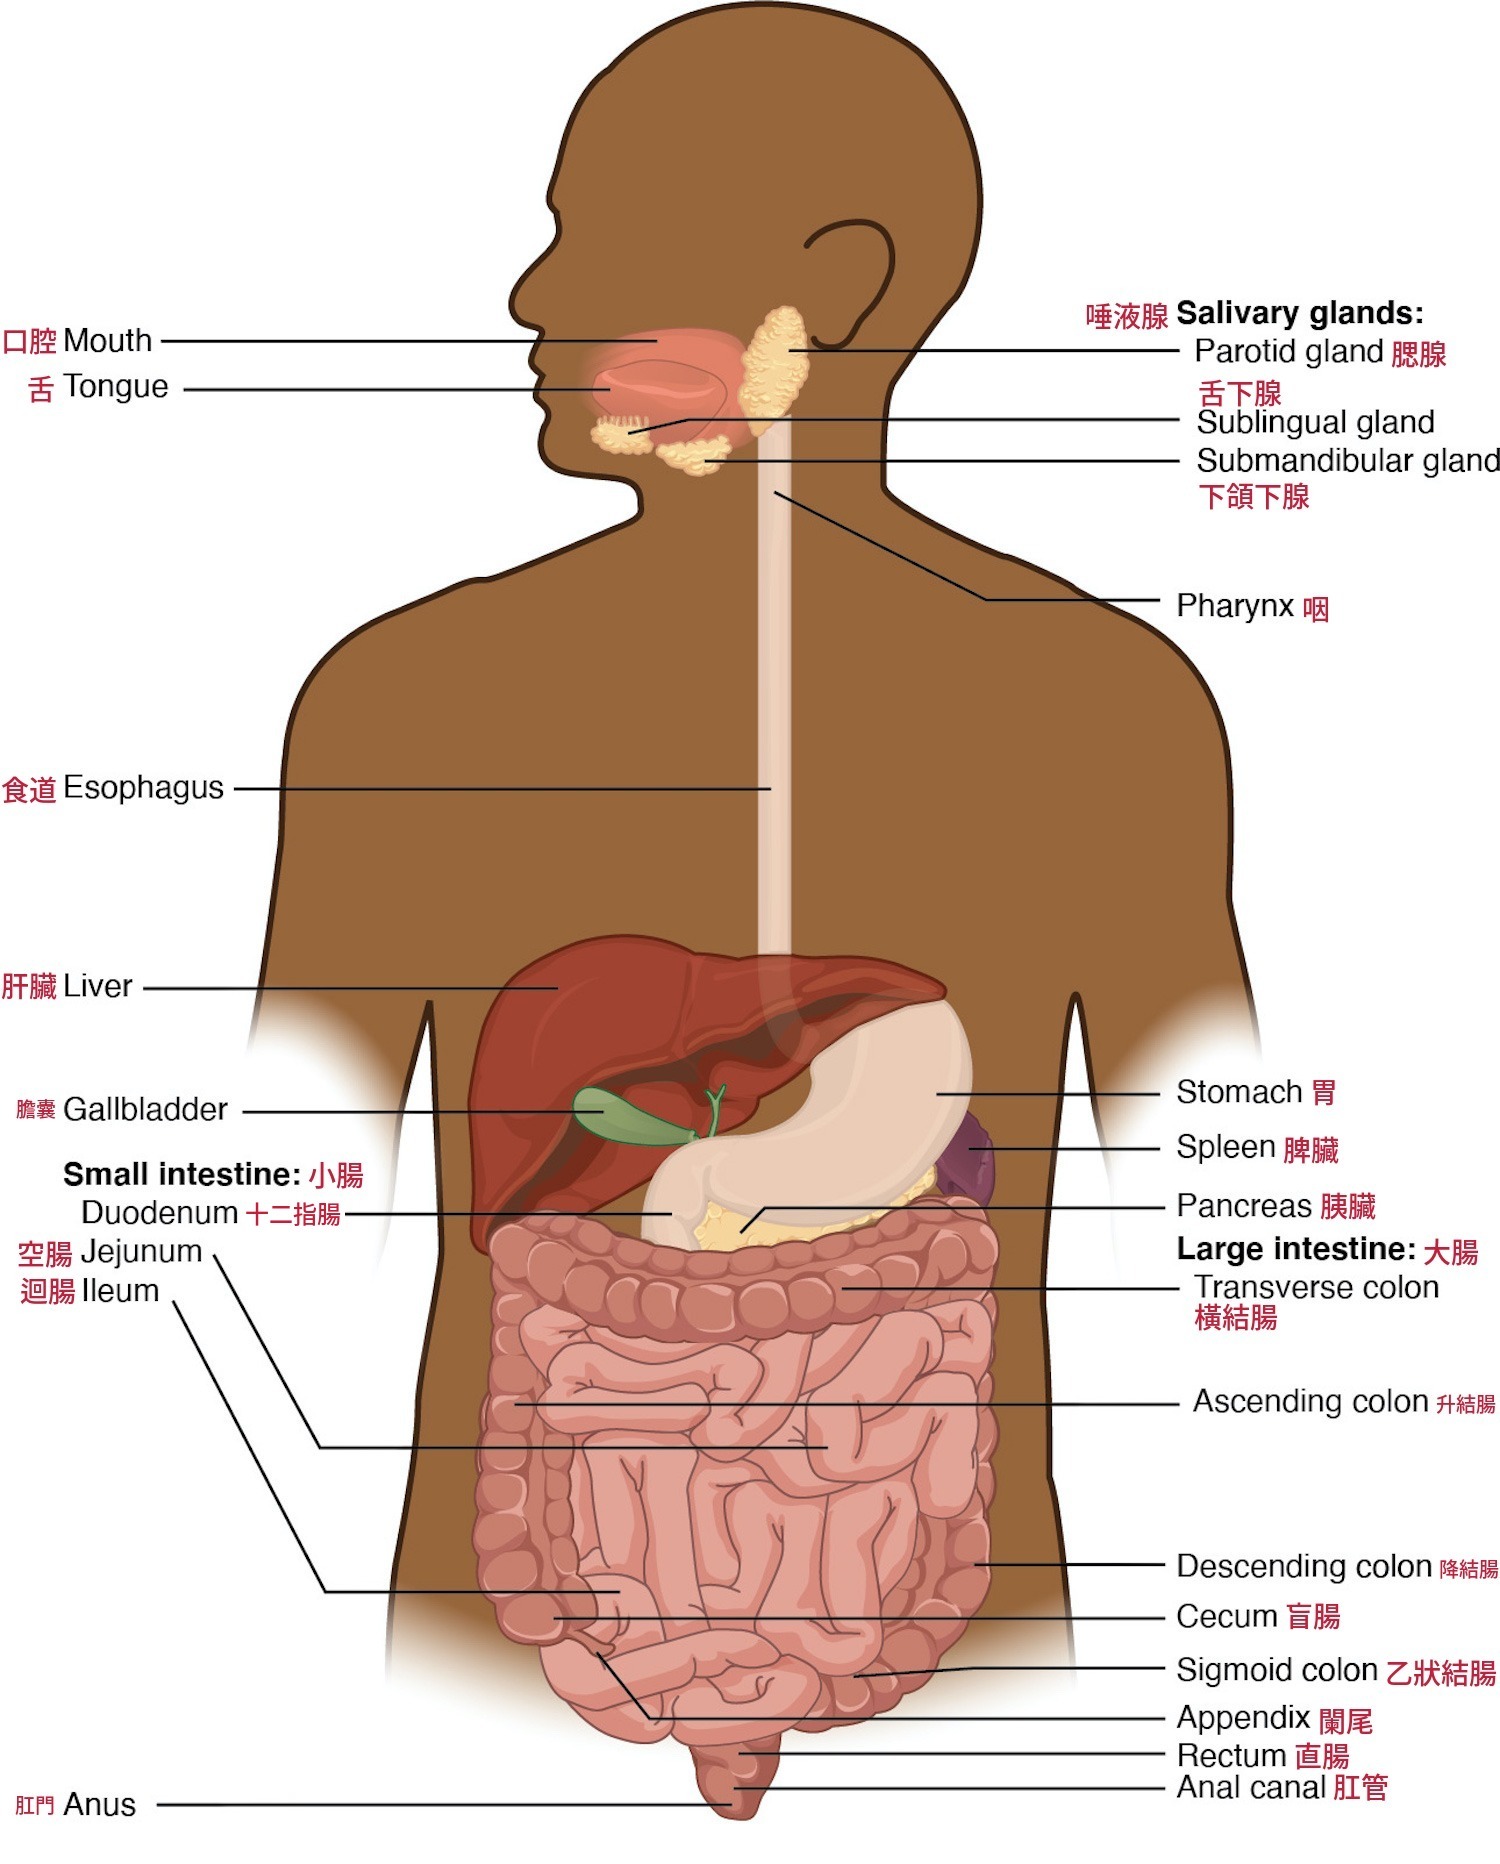 口腔 Mouth
舌 Tongue
食道 Esophagus
肝臟 Liver
膽囊 Gallbladder
Small intestine: 小腸
Duodenum 十二指腸
空腸 Jejunum
迴腸 Ileum
肛門 Anus
唾液腺 Salivary glands:
Parotid gland 腮腺
舌下腺
Sublingual gland
Submandibular gland
下頜下腺
Pharynx 咽
Stomach 胃
Spleen 脾臟
Pancreas 胰臟
Large intestine: 大腸
Transverse colon
橫結腸
Ascending colon 升結腸
Descending colon 降結腸
Cecum 盲腸
Sigmoid colon 乙狀結腸
Appendix 闌尾
Rectum 直腸
Anal canal 肛管